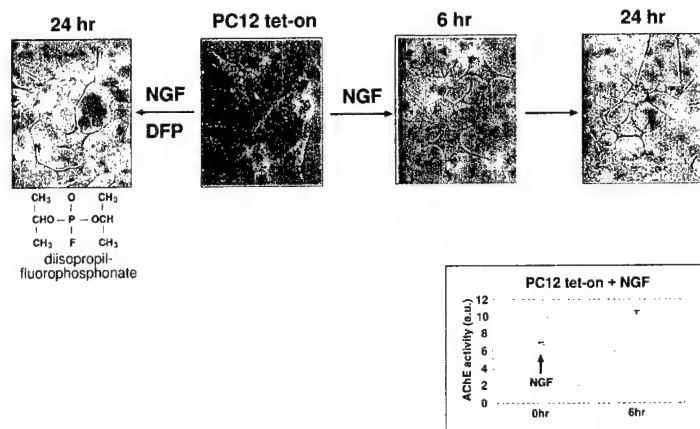 24 hr
PC12 tet-on
6 hr
24 hr
NGF
DFP
NGF
CH₃ O CH₃
CHO — P — OCH
CH₃ F CH₃
diisopropil-
fluorophosphonate
PC12 tet-on + NGF
AChE activity (a.u.)
12
10
8
6
4
2
0
NGF
0hr
6hr